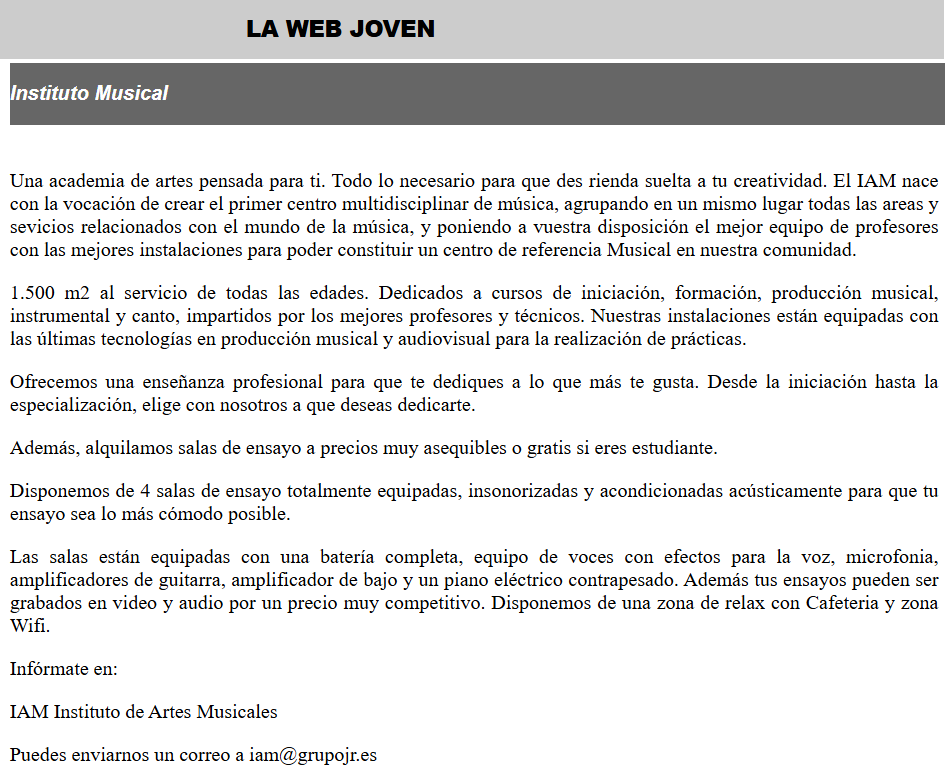 LA WEB JOVEN
Instituto Musical
Una academia de artes pensada para ti. Todo lo necesario para que des rienda suelta a tu creatividad. El IAM nace
con la vocación de crear el primer centro multidisciplinar de música, agrupando en un mismo lugar todas las areas y
sevicios relacionados con el mundo de la música, y poniendo a vuestra disposición el mejor equipo de profesores
con las mejores instalaciones para poder constituir un centro de referencia Musical en nuestra comunidad.
1.500 m2 al servicio de todas las edades. Dedicados a cursos de iniciación, formación, producción musical,
instrumental y canto, impartidos por los mejores profesores y técnicos. Nuestras instalaciones están equipadas con
las últimas tecnologías en producción musical y audiovisual para la realización de prácticas.
Ofrecemos una enseñanza profesional para que te dediques a lo que más te gusta. Desde la iniciación hasta la
especialización, elige con nosotros a que deseas dedicarte.
Además, alquilamos salas de ensayo a precios muy asequibles o gratis si eres estudiante.
Disponemos de 4 salas de ensayo totalmente equipadas, insonorizadas y acondicionadas acústicamente para que tu
ensayo sea lo más cómodo posible.
Las salas están equipadas con una batería completa, equipo de voces con efectos para la voz, microfonia,
amplificadores de guitarra, amplificador de bajo y un piano eléctrico contrapesado. Además tus ensayos pueden ser
grabados en video y audio por un precio muy competitivo. Disponemos de una zona de relax con Cafeteria y zona
Wifi.
Infórmate en:
IAM Instituto de Artes Musicales
Puedes enviarnos un correo a iam@grupojr.es